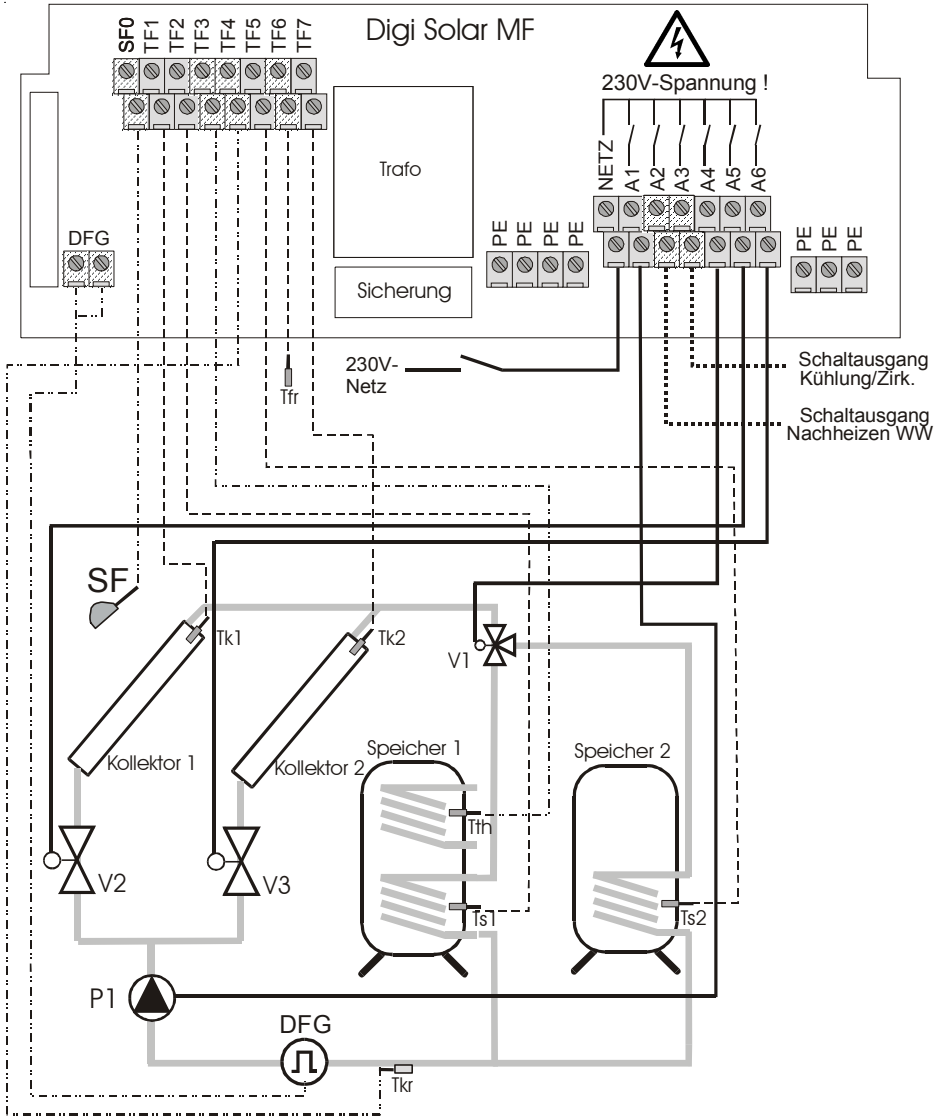 Digi Solar MF
SF0
TF1
TF2
TF3
TF4
TF5
TF6
TF7
230V-Spannung !
NETZ
A1
A2
A3
A4
A5
A6
Trafo
Sicherung
DFG
PE
PE
PE
PE
PE
PE
PE
230V-
Netz
Tfr
Schaltausgang
Kühlung/Zirk.
Schaltausgang
Nachheizen WW
SF
Tk1
Tk2
V1
Kollektor 1
Kollektor 2
Speicher 1
Speicher 2
Tth
Ts1
Ts2
V2
V3
P1
DFG
Tkr